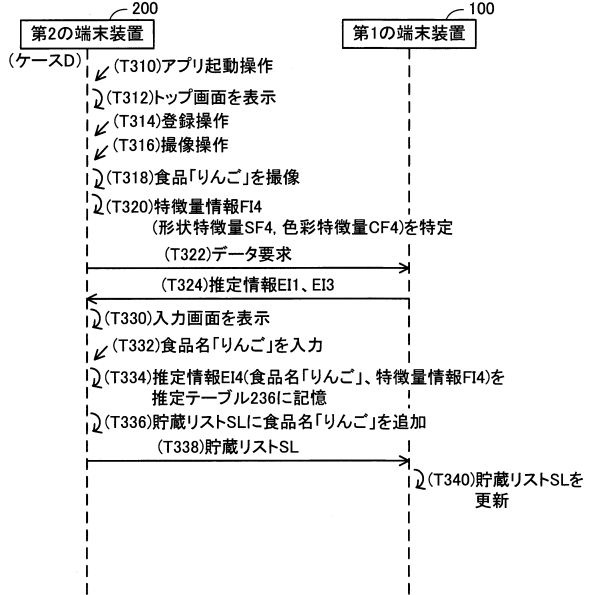 200
100
第2の端末装置
第1の端末装置
(ケースD)
(T310)アプリ起動操作
(T312)トップ画面を表示
(T314)登録操作
(T316)撮像操作
(T318)食品「りんご」を撮像
(T320)特徴量情報FI4
(形状特徴量SF4, 色彩特徴量CF4)を特定
(T322)データ要求
(T324)推定情報EI1、EI3
(T330)入力画面を表示
(T332)食品名「りんご」を入力
(T334)推定情報EI4(食品名「りんご」、特徴量情報FI4)を
推定テーブル236に記憶
(T336)貯蔵リストSLに食品名「りんご」を追加
(T338)貯蔵リストSL
(T340)貯蔵リストSLを
更新